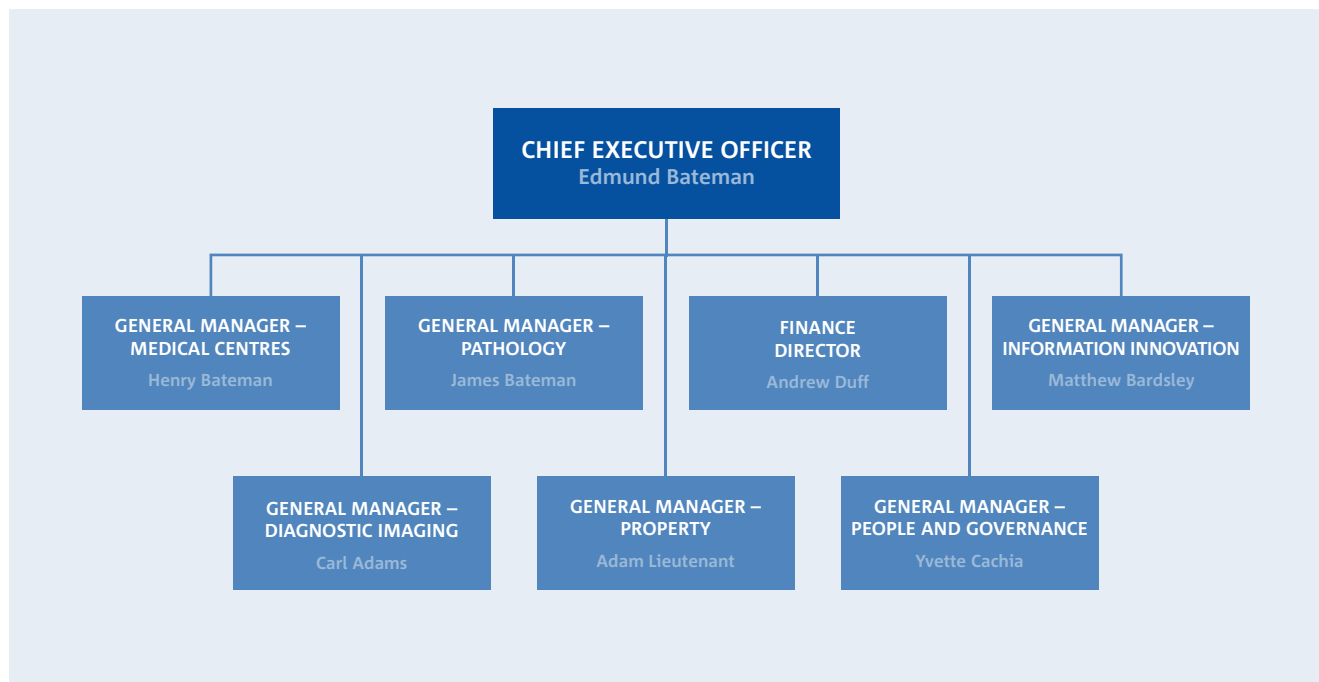 CHIEF EXECUTIVE OFFICER
Edmund Bateman
GENERAL MANAGER –
MEDICAL CENTRES
Henry Bateman
GENERAL MANAGER –
PATHOLOGY
James Bateman
FINANCE
DIRECTOR
Andrew Duff
GENERAL MANAGER –
INFORMATION INNOVATION
Matthew Bardsley
GENERAL MANAGER –
DIAGNOSTIC IMAGING
Carl Adams
GENERAL MANAGER –
PROPERTY
Adam Lieutenant
GENERAL MANAGER –
PEOPLE AND GOVERNANCE
Yvette Cachia